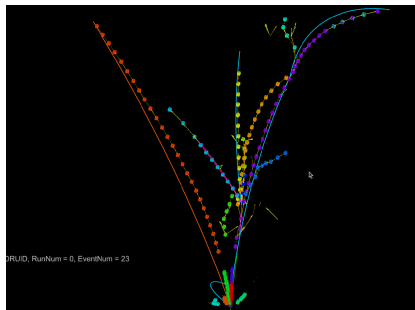 DRUID, RunNum = 0, EventNum = 23